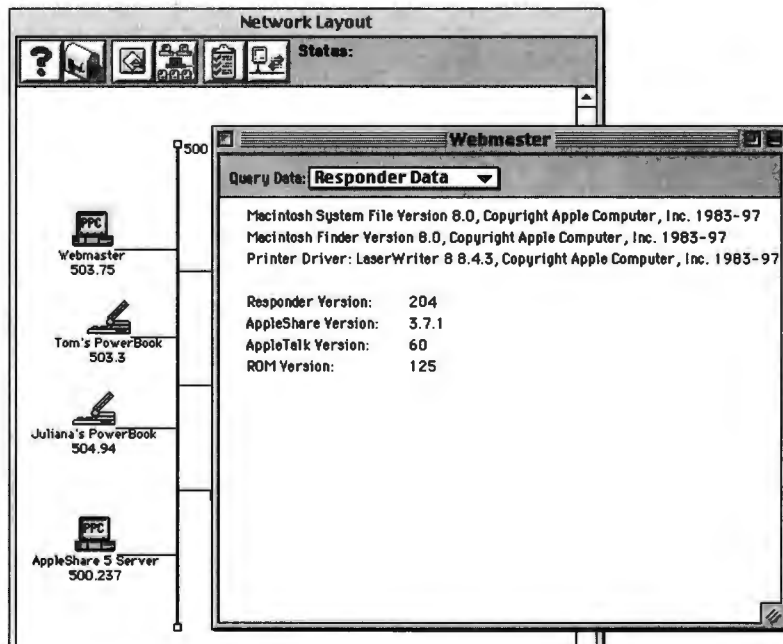 Network Layout
?
Status:
500
PPC
Webmaster
503.75
Tom's PowerBook
503.3
Juliana's PowerBook
504.94
PPC
AppleShare 5 Server
500.237
Webmaster
Query Data: Responder Data
Macintosh System File Version 8.0, Copyright Apple Computer, Inc. 1983-97
Macintosh Finder Version 8.0, Copyright Apple Computer, Inc. 1983-97
Printer Driver: LaserWriter 8 8.4.3, Copyright Apple Computer, Inc. 1983-97
Responder Version: 204
AppleShare Version: 3.7.1
AppleTalk Version: 60
ROM Version: 125